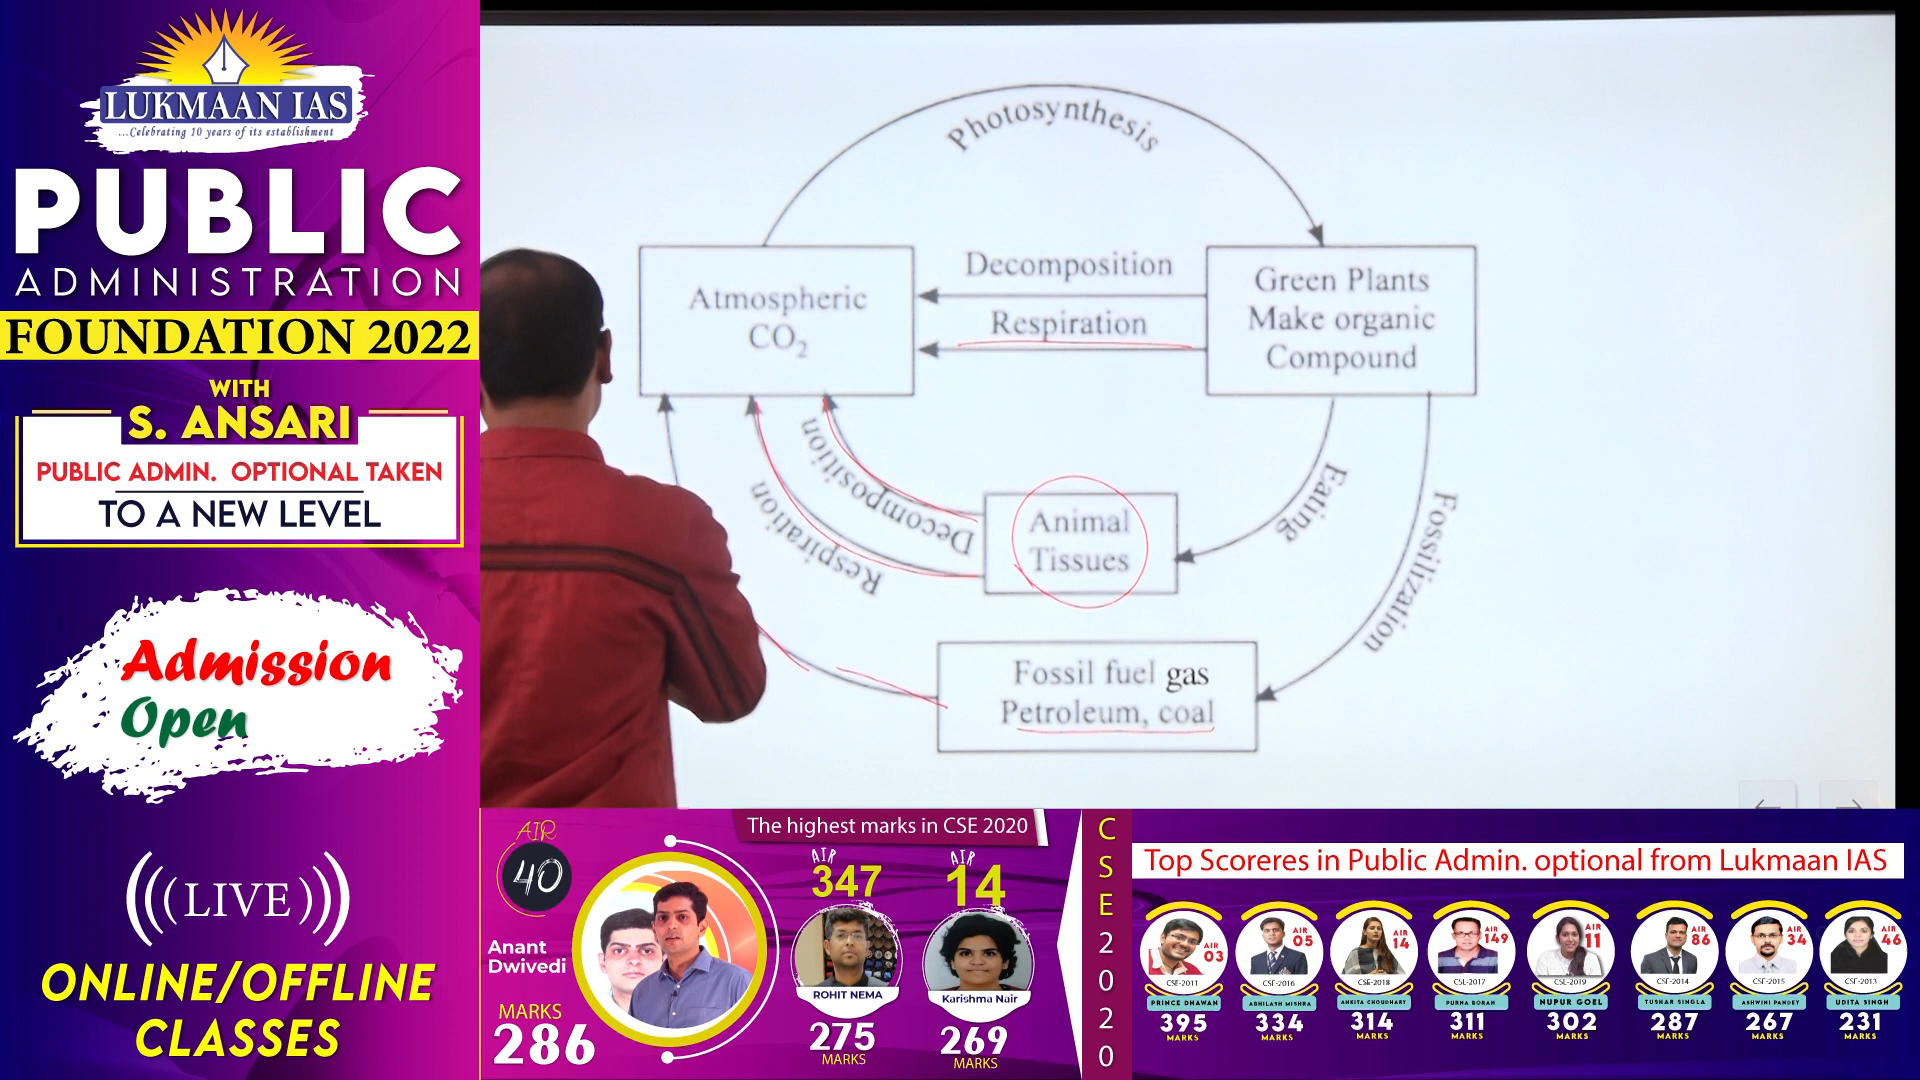 LUKMAAN IAS
...Celebrating 10 years of its establishment
PUBLIC
ADMINISTRATION
FOUNDATION 2022
WITH
S. ANSARI
PUBLIC ADMIN. OPTIONAL TAKEN
TO A NEW LEVEL
Admission
Open
(((LIVE)))
ONLINE/OFFLINE
CLASSES
Photosynthesis
Atmospheric
CO₂
Decomposition
Respiration
Green Plants
Make organic
Compound
Decomposition
Respiration
Animal
Tissues
Eating
Fossilization
Fossil fuel gas
Petroleum, coal
AIR
40
Anant
Dwivedi
MARKS
286
The highest marks in CSE 2020
AIR
347
ROHIT NEMA
275
MARKS
AIR
14
Karishma Nair
269
MARKS
CSE2020
Top Scoreres in Public Admin. optional from Lukmaan IAS
AIR
03
CSE-2011
PRINCE DHAWAN
395
MARKS
AIR
05
CSE-2016
ABHILASH MISHRA
334
MARKS
AIR
14
CSE-2018
ANKITA CHOUDHARY
314
MARKS
AIR
149
CSE-2017
PURNA BORAH
311
MARKS
AIR
11
CSE-2019
NUPUR GOEL
302
MARKS
AIR
86
CSE-2014
TUSHAR SINGLA
287
MARKS
AIR
34
CSE-2015
ASHWINI PANDEY
267
MARKS
AIR
46
CSE-2013
UDITA SINGH
231
MARKS